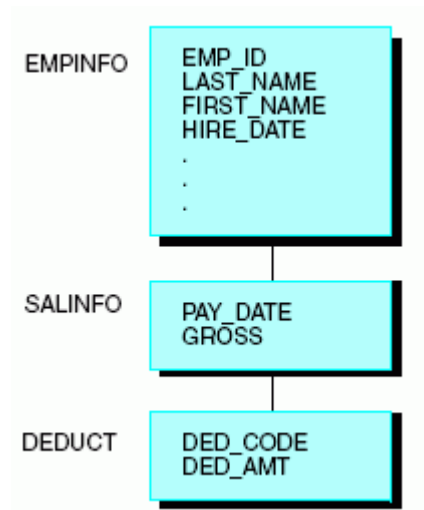 EMPINFO
EMP_ID
LAST_NAME
FIRST_NAME
HIRE_DATE
.
.
.
SALINFO
PAY_DATE
GROSS
DEDUCT
DED_CODE
DED_AMT